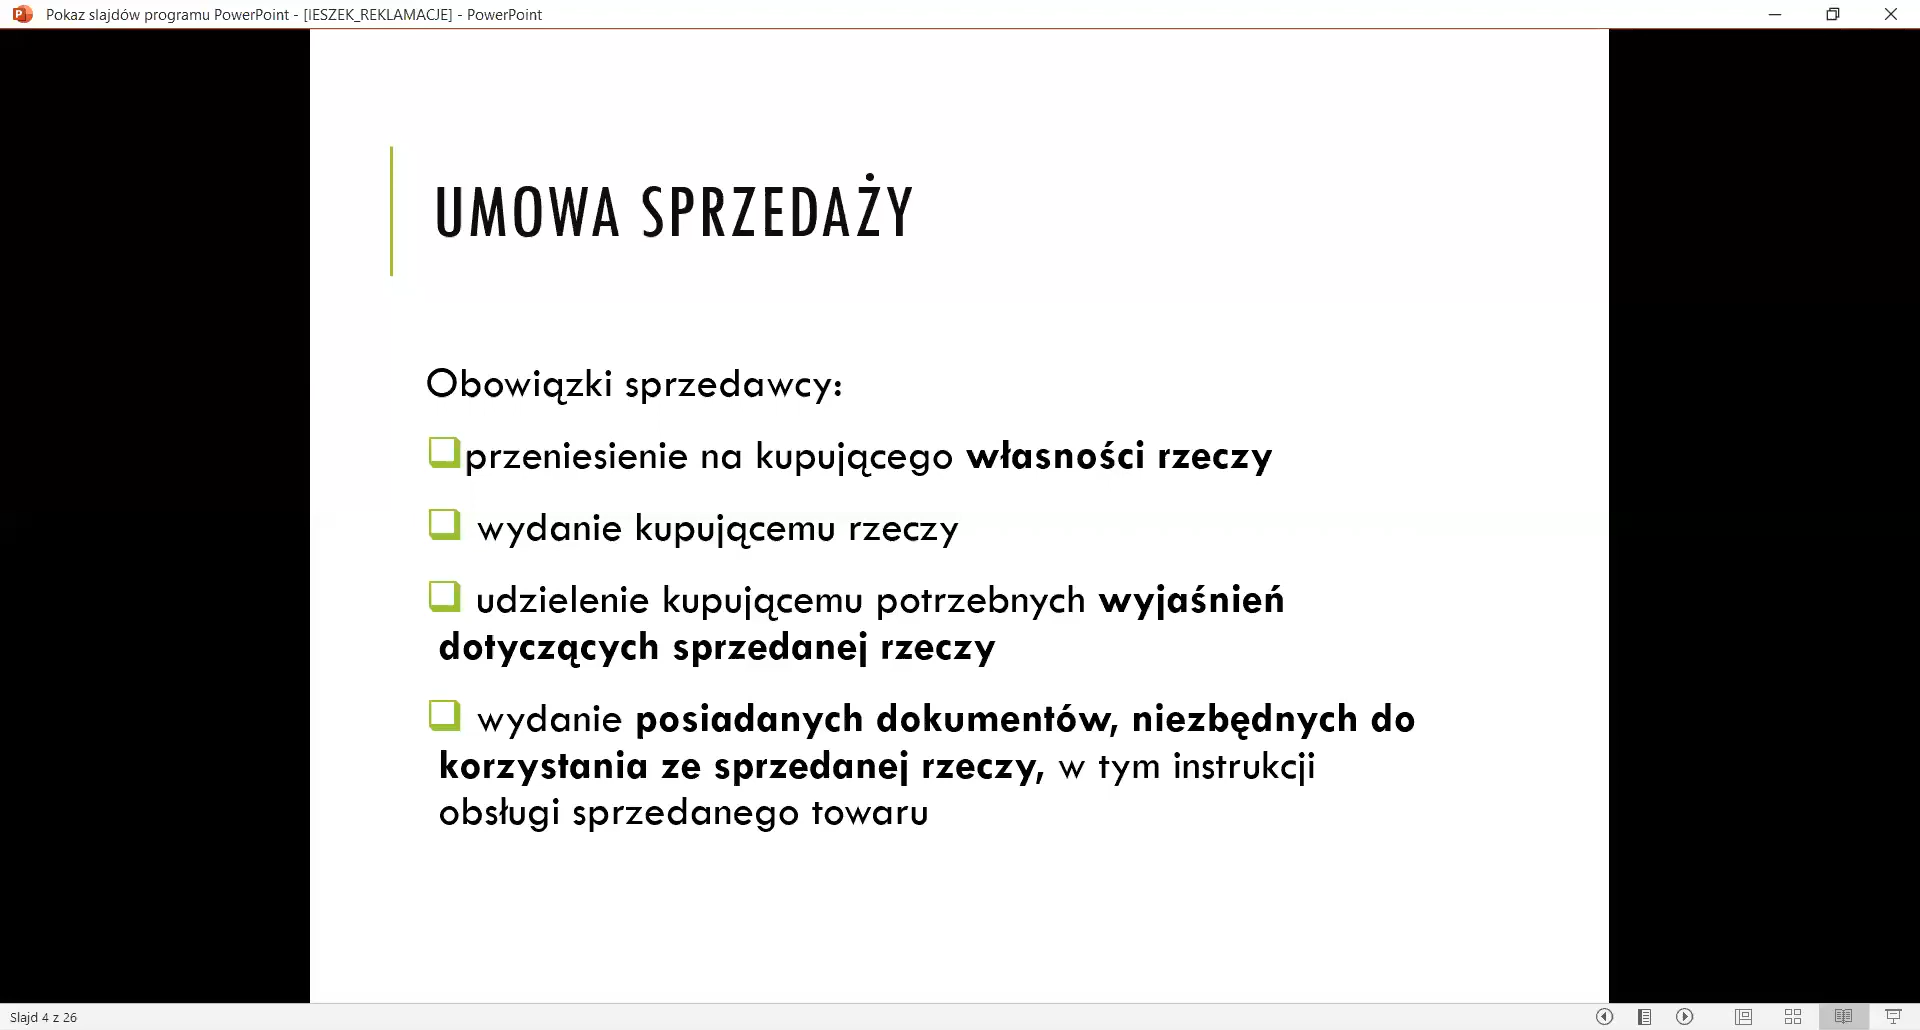 Pokaz slajdów programu PowerPoint - [IESZEK_REKLAMACJE] - PowerPoint
UMOWA SPRZEDAŻY
Obowiązki sprzedawcy:
przeniesienie na kupującego własności rzeczy
wydanie kupującemu rzeczy
udzielenie kupującemu potrzebnych wyjaśnień
dotyczących sprzedanej rzeczy
wydanie posiadanych dokumentów, niezbędnych do
korzystania ze sprzedanej rzeczy, w tym instrukcji
obsługi sprzedanego towaru
Slajd 4 z 26